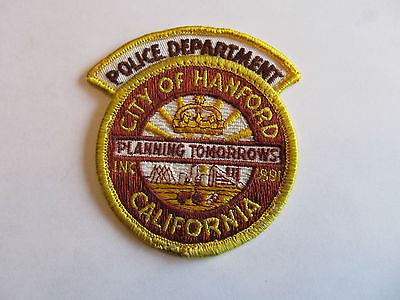 POLICE DEPARTMENT
CITY OF HANFORD
PLANNING TOMORROWS
INC 1891
CALIFORNIA